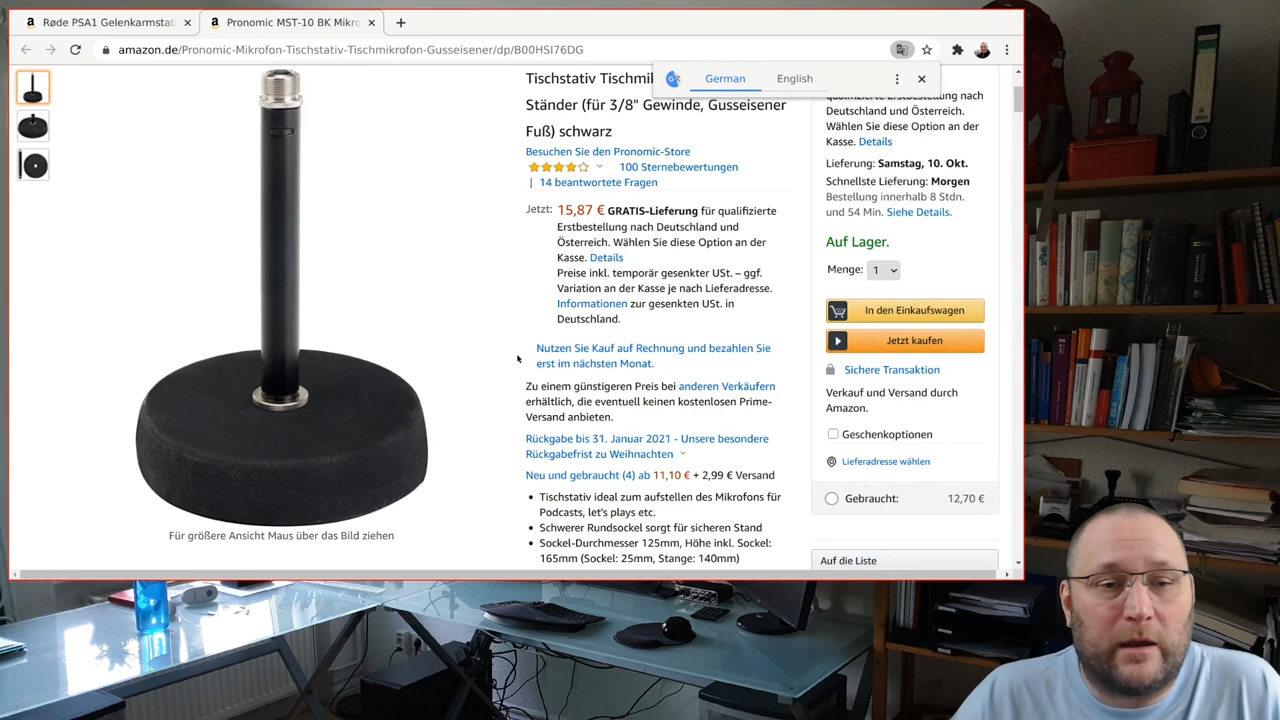 Røde PSA1 Gelenkarmstati
Pronomic MST-10 BK Mikro
amazon.de/Pronomic-Mikrofon-Tischstativ-Tischmikrofon-Gusseisener/dp/B00HSI76DG
German
English
Tischstativ
Ständer (für 3/8" Gewinde, Gusseisener
Fuß) schwarz
Besuchen Sie den Pronomic-Store
100 Sternebewertungen
| 14 beantwortete Fragen
Jetzt: 15,87 € GRATIS-Lieferung für qualifizierte
Erstbestellung nach Deutschland und
Österreich. Wählen Sie diese Option an der
Kasse. Details
Preise inkl. temporär gesenkter USt. – ggf.
Variation an der Kasse je nach Lieferadresse.
Informationen zur gesenkten USt. in
Deutschland.
Nutzen Sie Kauf auf Rechnung und bezahlen Sie
erst im nächsten Monat.
Zu einem günstigeren Preis bei anderen Verkäufern
erhältlich, die eventuell keinen kostenlosen Prime-
Versand anbieten.
Rückgabe bis 31. Januar 2021 - Unsere besondere
Rückgabefrist zu Weihnachten
Neu und gebraucht (4) ab 11,10 € + 2,99 € Versand
• Tischstativ ideal zum aufstellen des Mikrofons für
Podcasts, let's plays etc.
• Schwerer Rundsockel sorgt für sicheren Stand
• Sockel-Durchmesser 125mm, Höhe inkl. Sockel:
165mm (Sockel: 25mm, Stange: 140mm)
Für größere Ansicht Maus über das Bild ziehen
Erstbestellung nach
Deutschland und Österreich.
Wählen Sie diese Option an der
Kasse. Details
Lieferung: Samstag, 10. Okt.
Schnellste Lieferung: Morgen
Bestellung innerhalb 8 Stdn.
und 54 Min. Siehe Details.
Auf Lager.
Menge: 1
In den Einkaufswagen
Jetzt kaufen
Sichere Transaktion
Verkauf und Versand durch
Amazon.
Geschenkoptionen
Lieferadresse wählen
Gebraucht: 12,70 €
Auf die Liste